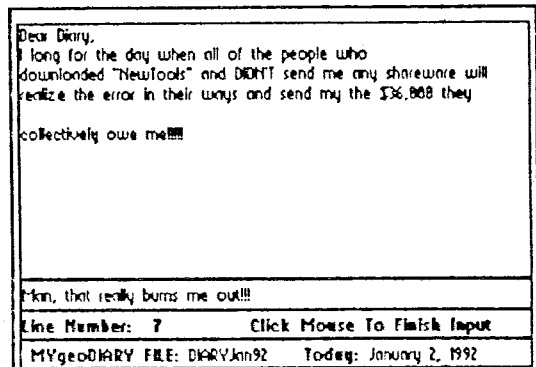 Dear Diary,
I long for the day when all of the people who
downloaded "NewTools" and DIDN'T send me any shareware will
realize the error in their ways and send my the $36,000 they
collectively owe me!!!!!
Man, that really burns me out!!!
Line Number: 7 Click Mouse To Finish Input
MYgeoDIARY FILE: DIARYJan92 Today: January 2, 1992